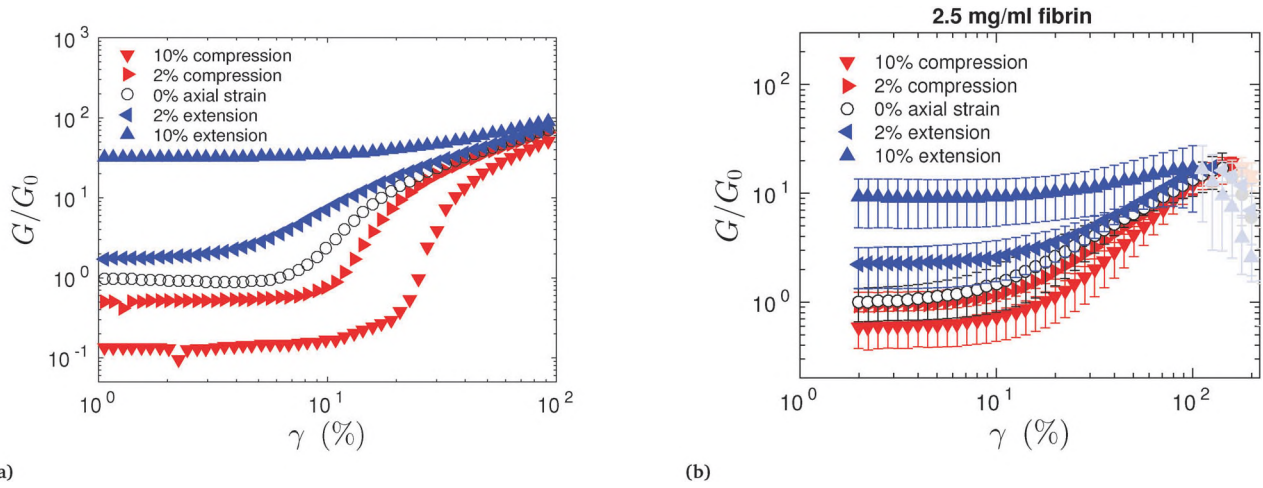 10³
10²
10¹
10⁰
10⁻¹
G/G₀
10% compression
2% compression
0% axial strain
2% extension
10% extension
10⁰ 10¹ 10²
γ (%)
a)
2.5 mg/ml fibrin
10²
10¹
10⁰
G/G₀
10% compression
2% compression
0% axial strain
2% extension
10% extension
10⁰ 10¹ 10²
γ (%)
(b)